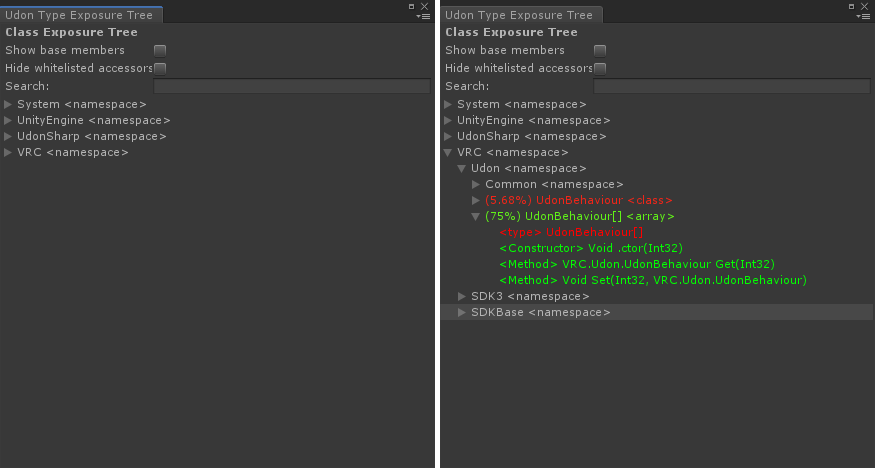 Udon Type Exposure Tree
Class Exposure Tree
Show base members
Hide whitelisted accessors
Search:
System <namespace>
UnityEngine <namespace>
UdonSharp <namespace>
VRC <namespace>
Udon Type Exposure Tree
Class Exposure Tree
Show base members
Hide whitelisted accessors
Search:
System <namespace>
UnityEngine <namespace>
UdonSharp <namespace>
VRC <namespace>
Udon <namespace>
Common <namespace>
(5.68%) UdonBehaviour <class>
(75%) UdonBehaviour[] <array>
<type> UdonBehaviour[]
<Constructor> Void .ctor(Int32)
<Method> VRC.Udon.UdonBehaviour Get(Int32)
<Method> Void Set(Int32, VRC.Udon.UdonBehaviour)
SDK3 <namespace>
SDKBase <namespace>